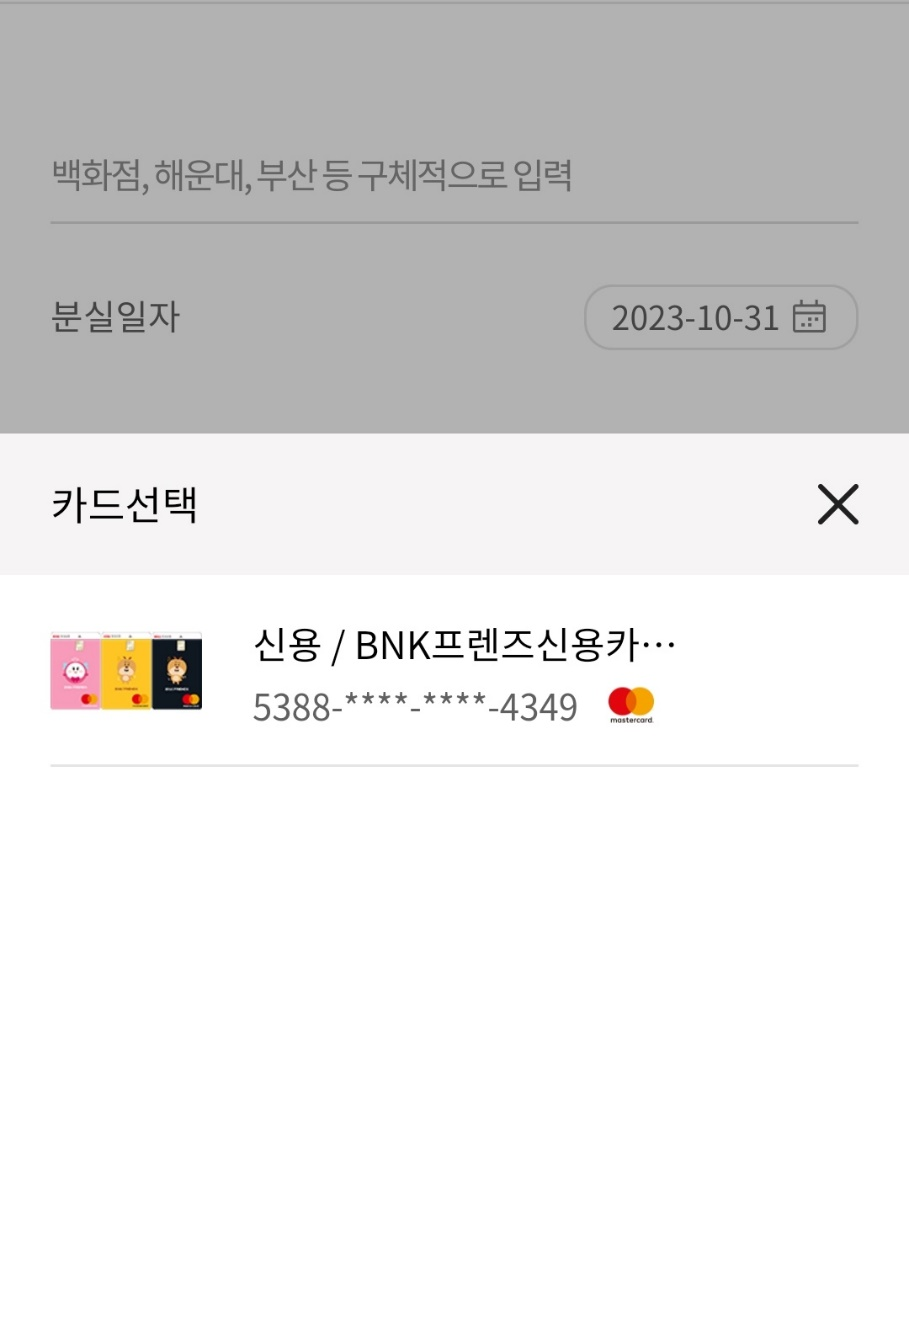 백화점, 해운대, 부산 등 구체적으로 입력
분실일자
2023-10-31
카드선택
신용 / BNK프렌즈신용카…
5388-****-****-4349
mastercard.